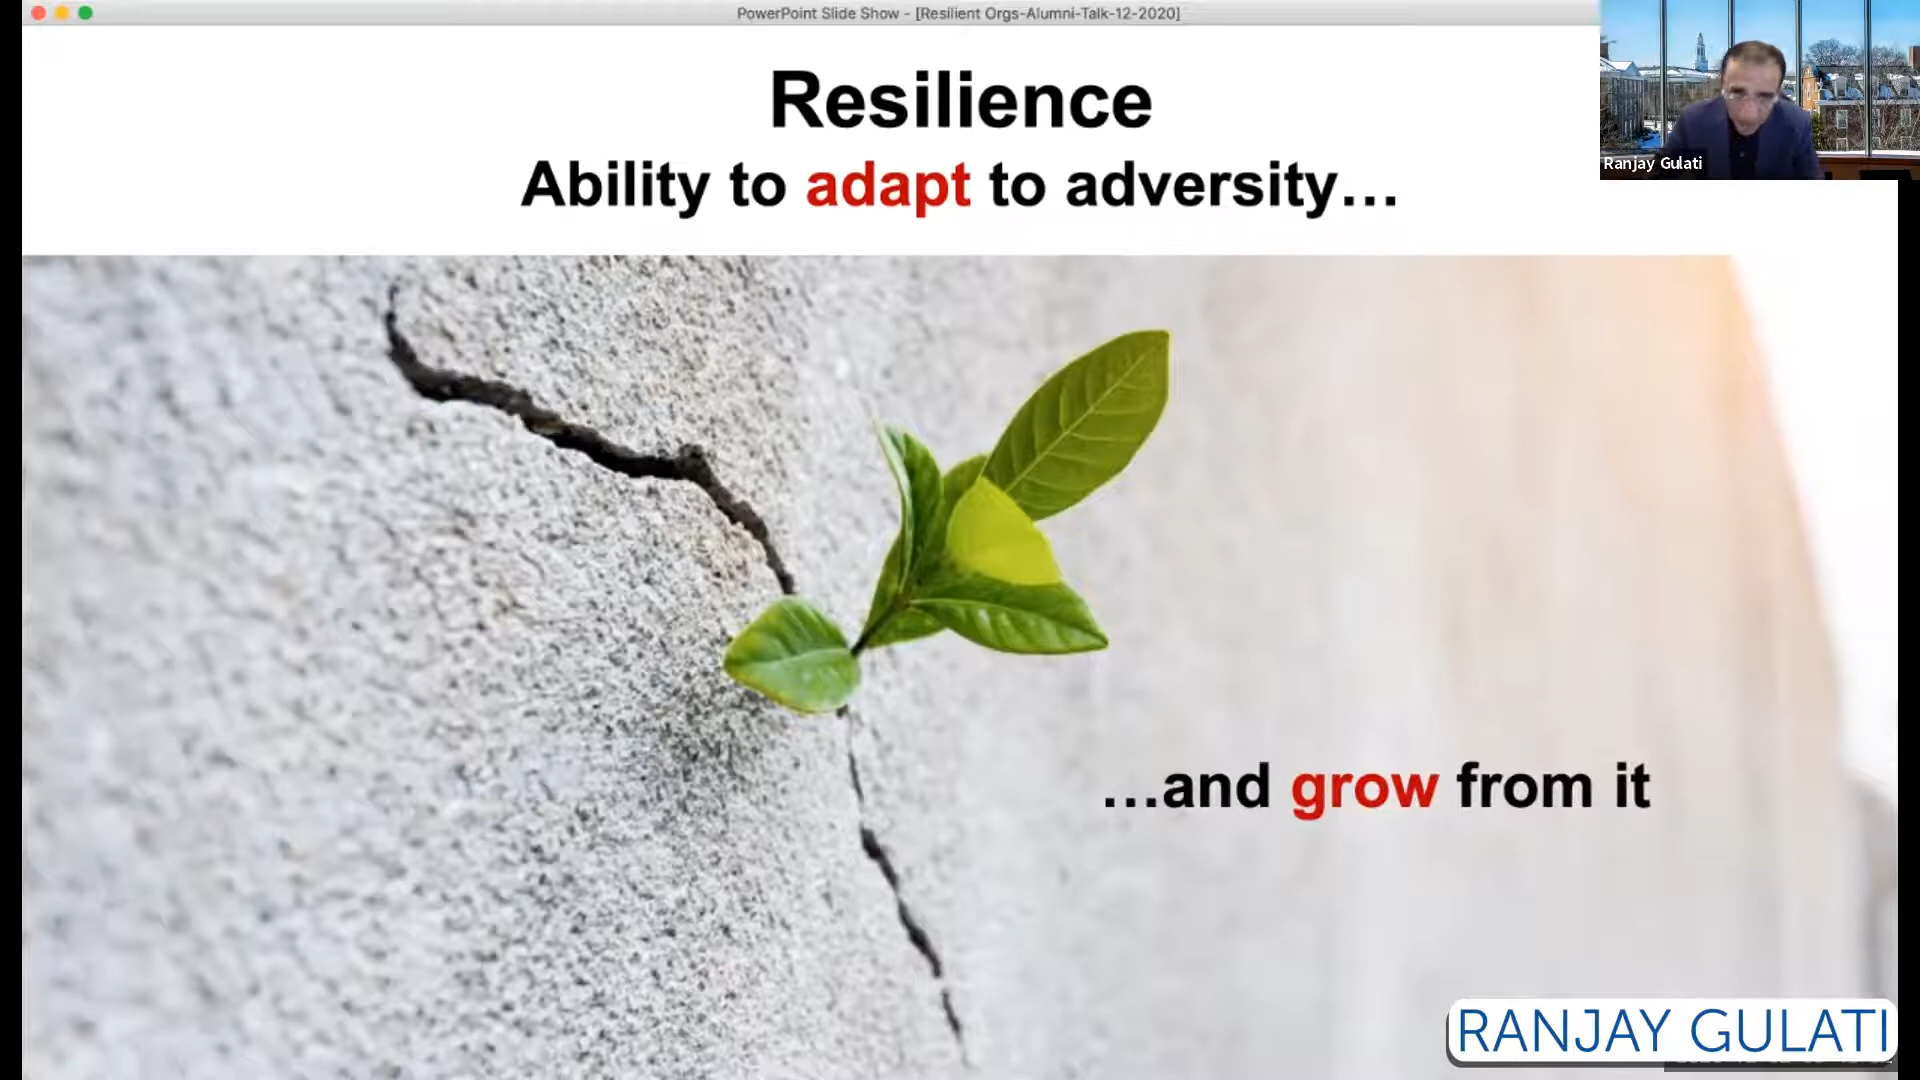 PowerPoint Slide Show - [Resilient Orgs-Alumni-Talk-12-2020]
Resilience
Ability to adapt to adversity...
Ranjay Gulati
...and grow from it
RANJAY GULATI